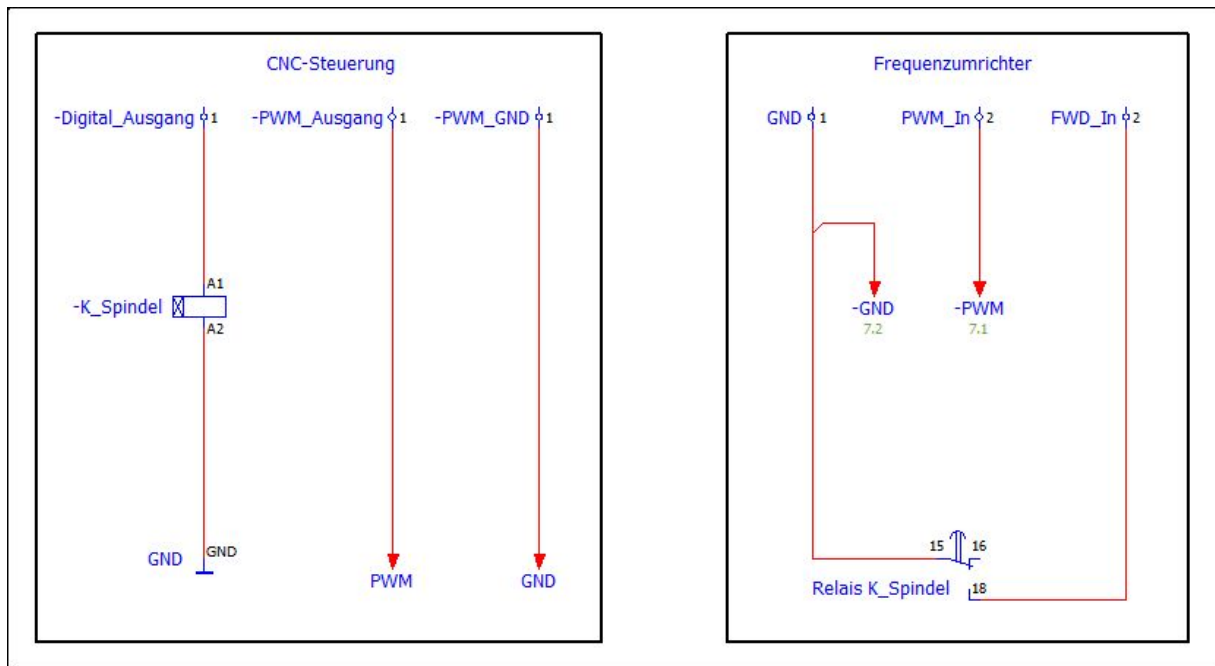 CNC-Steuerung
-Digital_Ausgang 1
-PWM_Ausgang 1
-PWM_GND 1
A1
-K_Spindel
A2
GND GND
PWM
GND
Frequenzumrichter
GND 1
PWM_In 2
FWD_In 2
-GND
7.2
-PWM
7.1
15 16
Relais K_Spindel 18